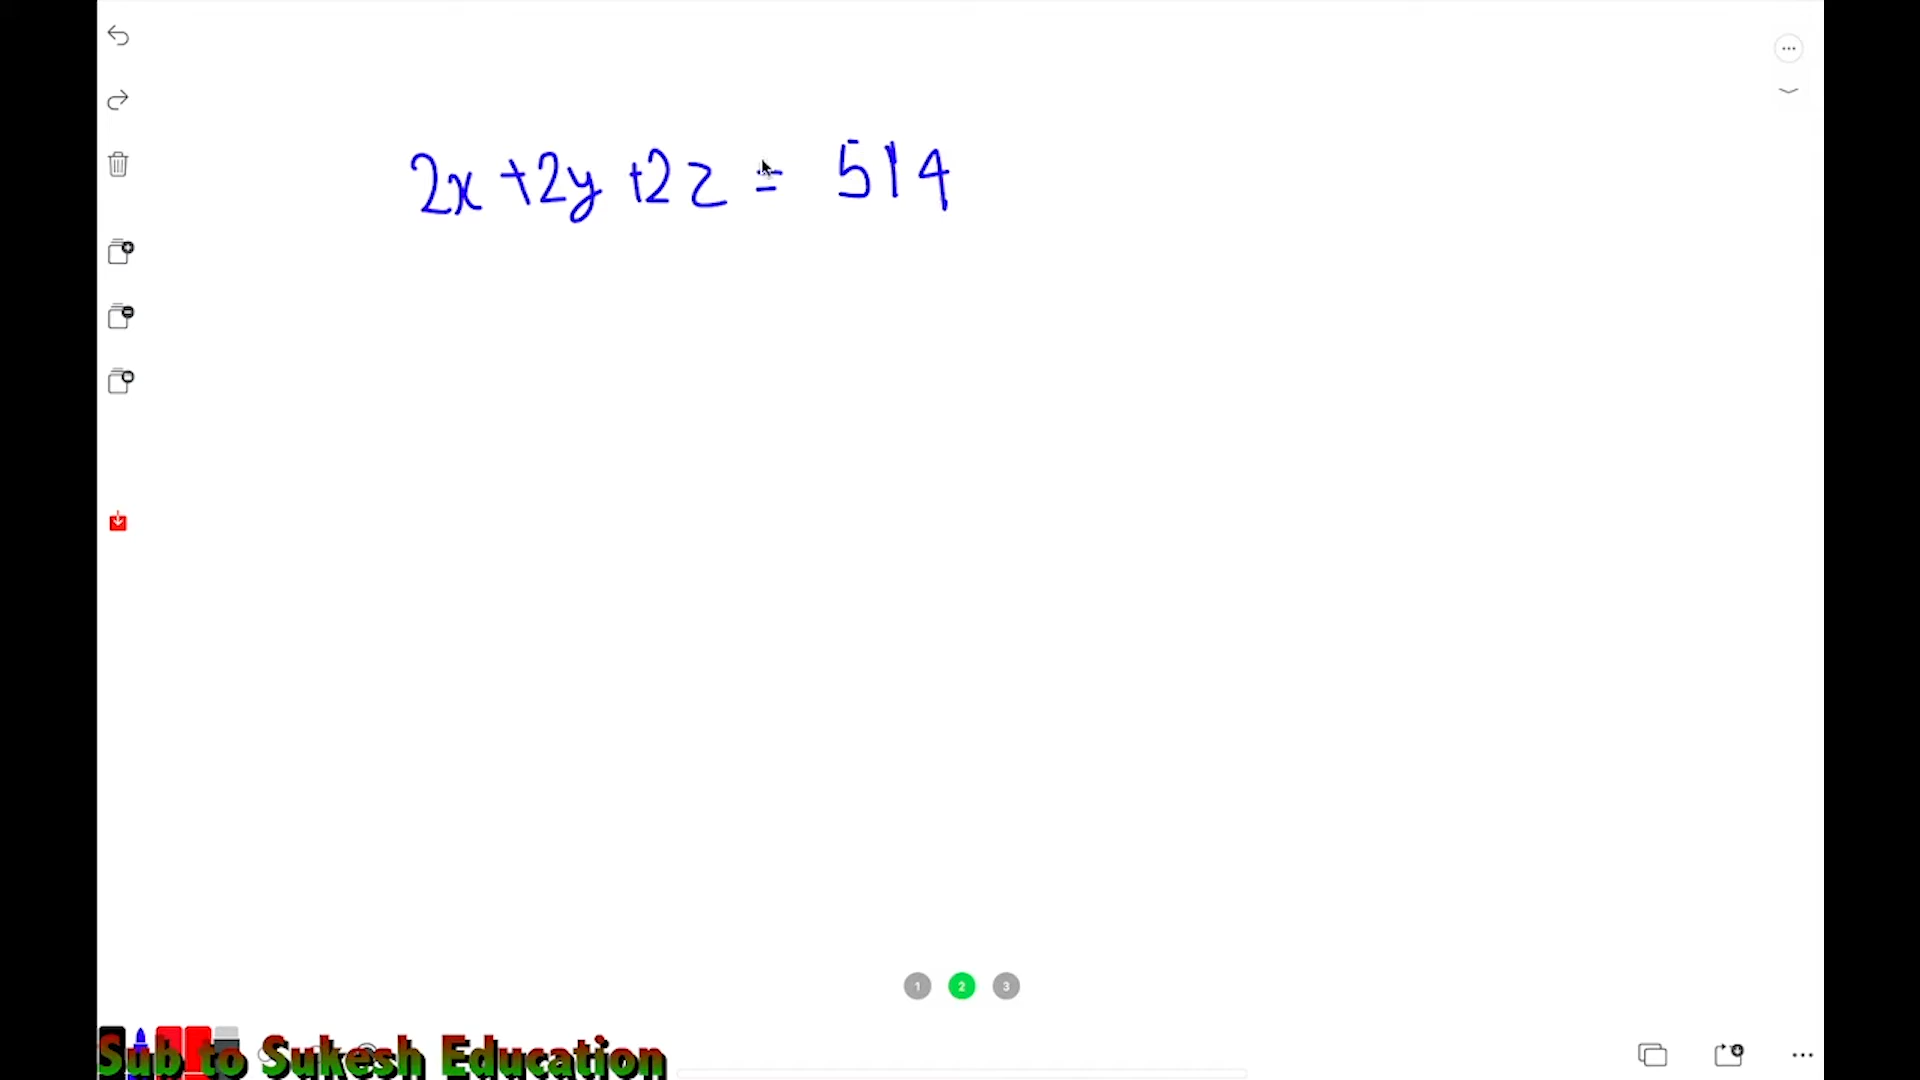 2x + 2y + 2z = 514
1 2 3
Sub to Sukesh Education